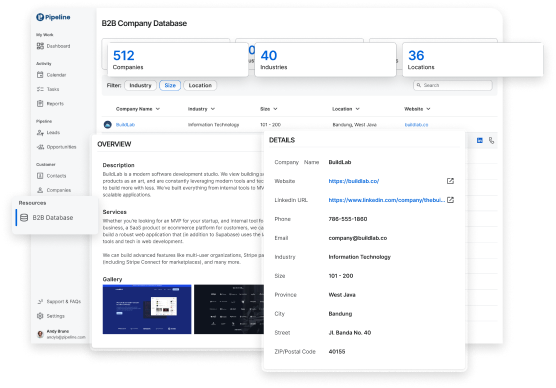 Pipeline
B2B Company Database
My Work
Dashboard
Activity
Calendar
Tasks
Reports
Pipeline
Leads
Opportunities
Customer
Contacts
Companies
Resources
B2B Database
Support & FAQs
Settings
Andy Bruno
512
Companies
40
Industries
36
Locations
Filter:
Industry
Size
Location
Search
Company Name
Industry
Size
Location
Website
BuildLab
Information Technology
101 - 200
Bandung, West Java
buildlab.co
OVERVIEW
Description
BuildLab is a modern software development studio. We view building s
products as an art, and are constantly leveraging modern tools and tec
to build more with less. We've built everything from internal tools to MV
scalable applications.
Services
Whether you're looking for an MVP for your startup, and internal tool fo
business, a SaaS product or ecommerce platform for customers, we ca
build a robust web application that (in addition to Supabase) uses the l
tools and tech in web development.
We can build advanced features like multi-user organizations, Stripe pa
(including Stripe Connect for marketplaces), and many more.
Gallery
DETAILS
Company Name
BuildLab
Website
https://buildlab.co/
LinkedIn URL
https://www.linkedin.com/company/thebui
Phone
786-555-1860
Email
company@buildlab.co
Industry
Information Technology
Size
101 - 200
Province
West Java
City
Bandung
Street
Jl. Banda No. 40
ZIP/Postal Code
40155